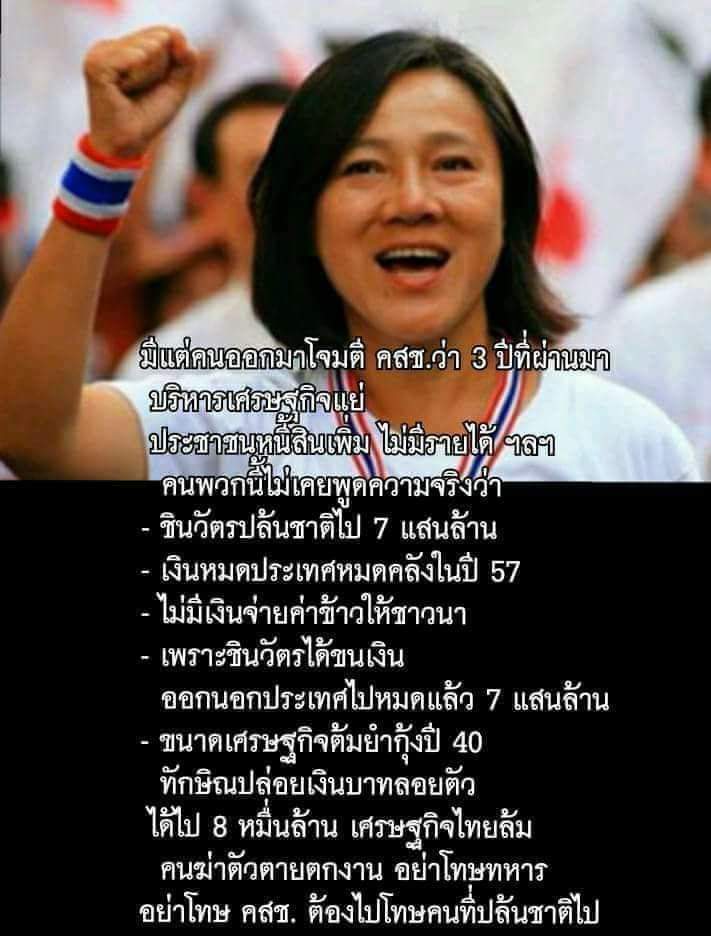 มีแต่คนออกมาโจมตี คสช.ว่า 3 ปีที่ผ่านมา
บริหารเศรษฐกิจแย่
ประชาชนหนี้สินเพิ่ม ไม่มีรายได้ ฯลฯ
คนพวกนี้ไม่เคยพูดความจริงว่า
- ชินวัตรปล้นชาติไป 7 แสนล้าน
- เงินหมดประเทศหมดคลังในปี 57
- ไม่มีเงินจ่ายค่าข้าวให้ชาวนา
- เพราะชินวัตรได้ขนเงิน
ออกนอกประเทศไปหมดแล้ว 7 แสนล้าน
- ขนาดเศรษฐกิจต้มยำกุ้งปี 40
ทักษิณปล่อยเงินบาทลอยตัว
ได้ไป 8 หมื่นล้าน เศรษฐกิจไทยล้ม
คนฆ่าตัวตายตกงาน อย่าโทษทหาร
อย่าโทษ คสช. ต้องไปโทษคนที่ปล้นชาติไป